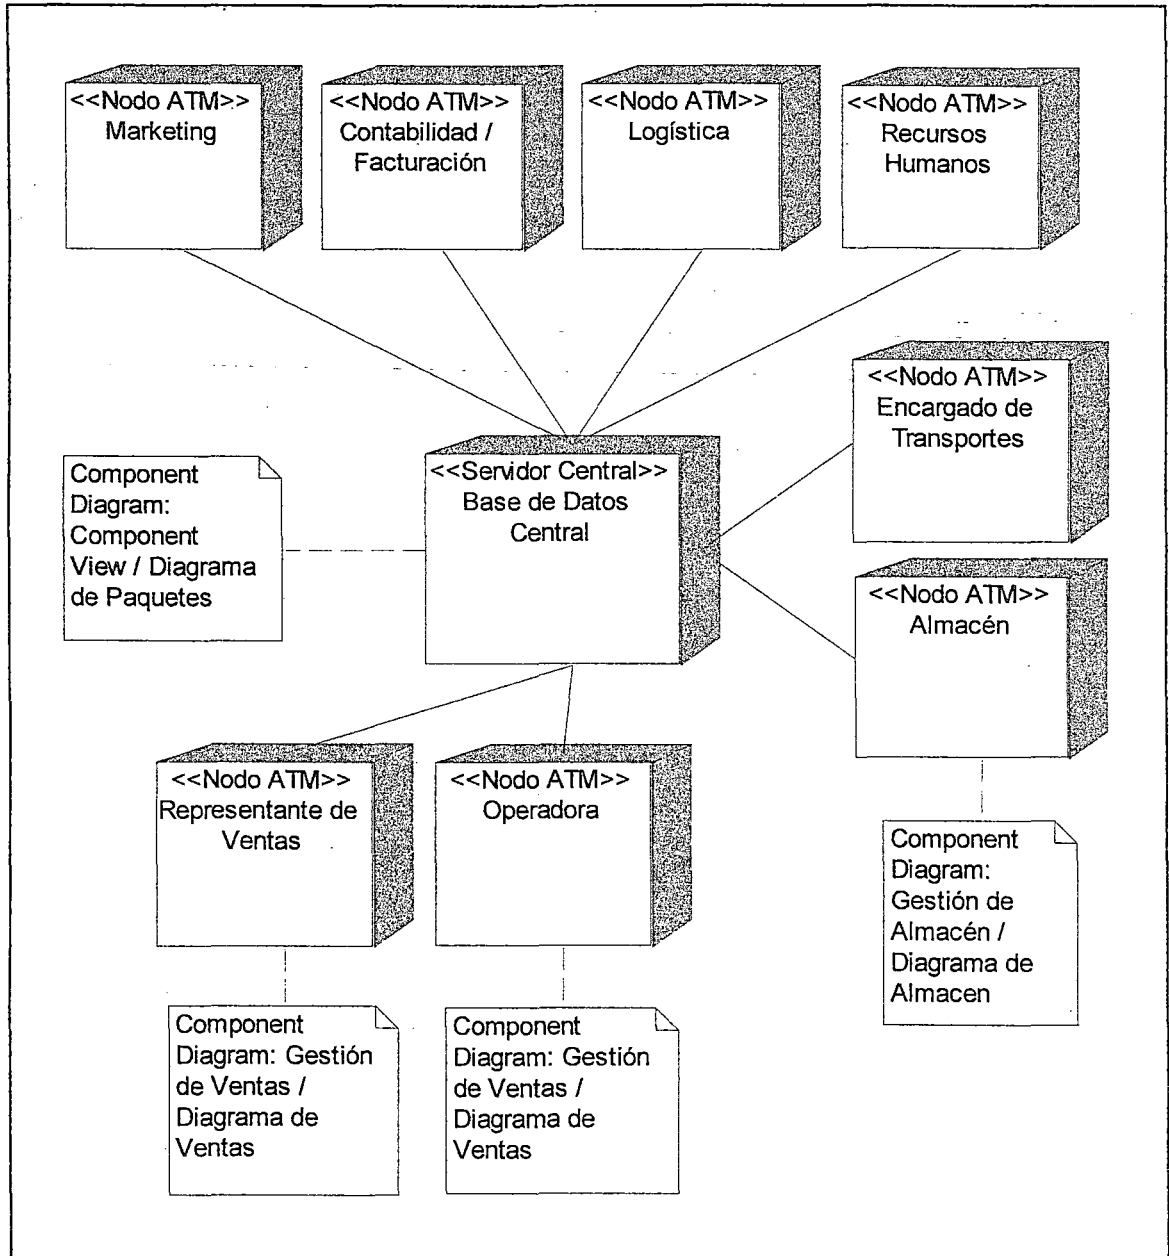 <<Nodo ATM>>
Marketing
<<Nodo ATM>>
Contabilidad /
Facturación
<<Nodo ATM>>
Logística
<<Nodo ATM>>
Recursos
Humanos
<<Nodo ATM>>
Encargado de
Transportes
<<Servidor Central>>
Base de Datos
Central
Component
Diagram:
Component
View / Diagrama
de Paquetes
<<Nodo ATM>>
Almacén
<<Nodo ATM>>
Representante de
Ventas
<<Nodo ATM>>
Operadora
Component
Diagram:
Gestión de
Almacén /
Diagrama de
Almacen
Component
Diagram: Gestión
de Ventas /
Diagrama de
Ventas
Component
Diagram: Gestión
de Ventas /
Diagrama de
Ventas